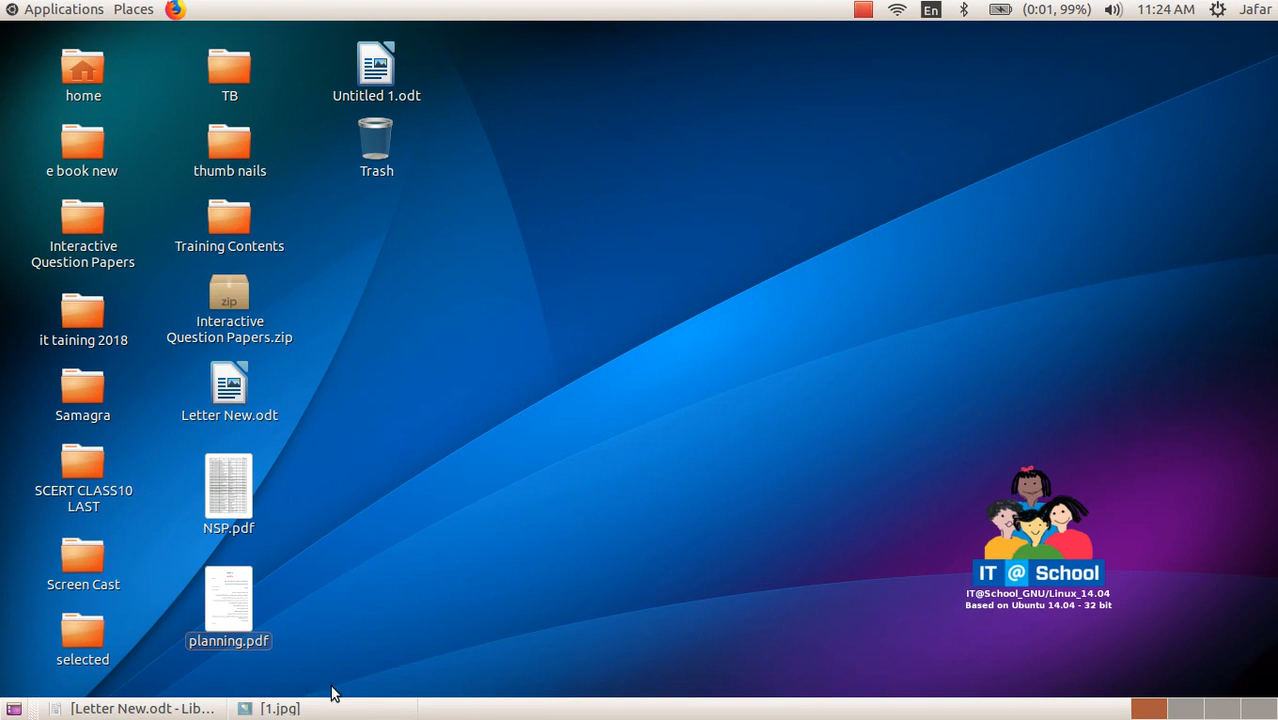 Applications Places En (0:01, 99%) 11:24 AM Jafar
home
TB
Untitled 1.odt
e book new
thumb nails
Trash
Interactive
Question Papers
Training Contents
zip
Interactive
Question Papers.zip
it taining 2018
Samagra
Letter New.odt
SCERT CLASS10
LAST
NSP.pdf
Screen Cast
planning.pdf
selected
IT @ School
IT@School_GNU/Linux_14.04
Based on Ubuntu 14.04 - 32 bit
[Letter New.odt - Lib... [1.jpg]